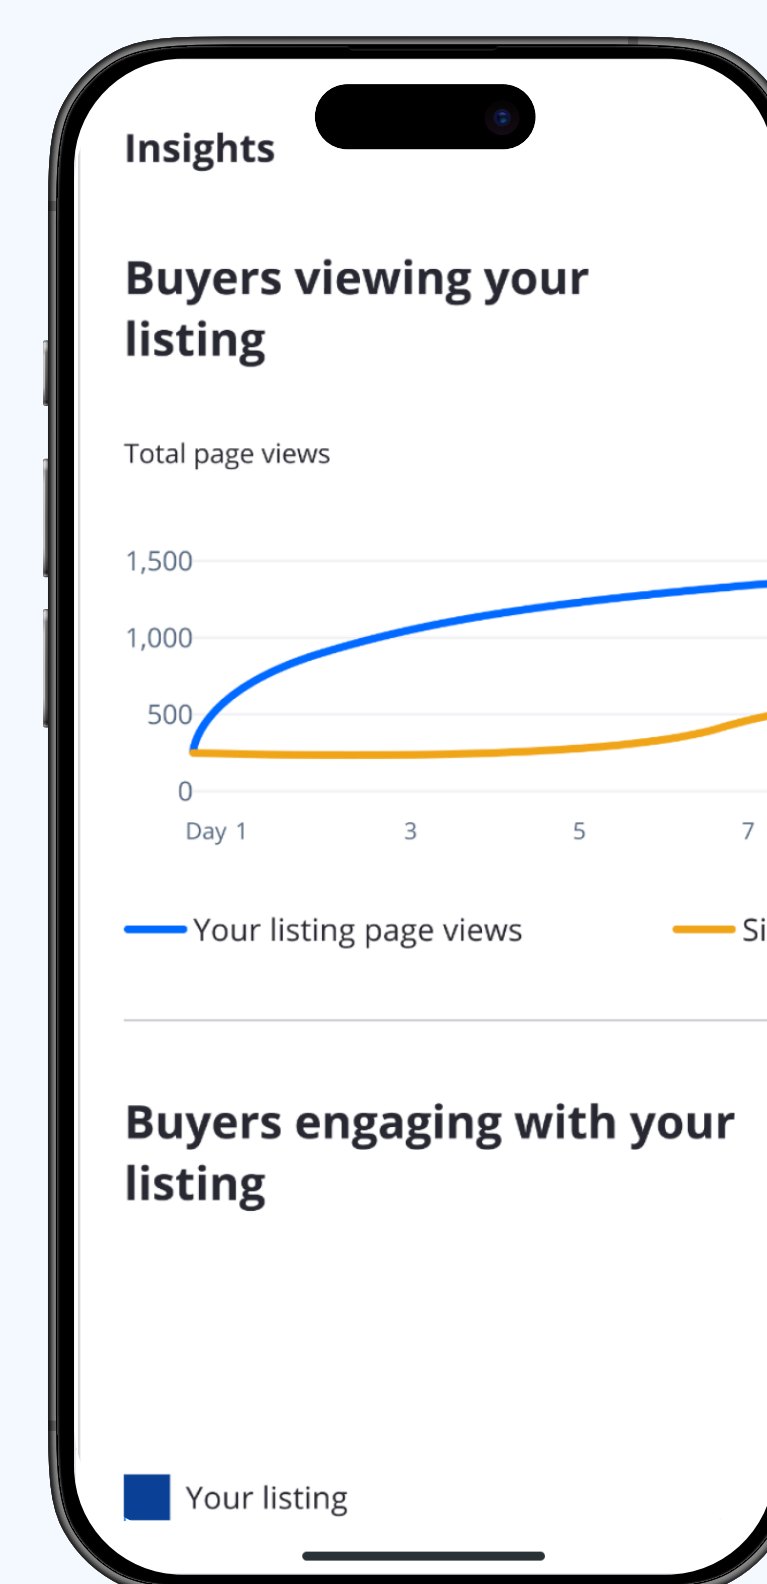 Insights
Buyers viewing your
listing
Total page views
1,500
1,000
500
0
Day 1 3 5 7
Your listing page views Si
Buyers engaging with your
listing
Your listing